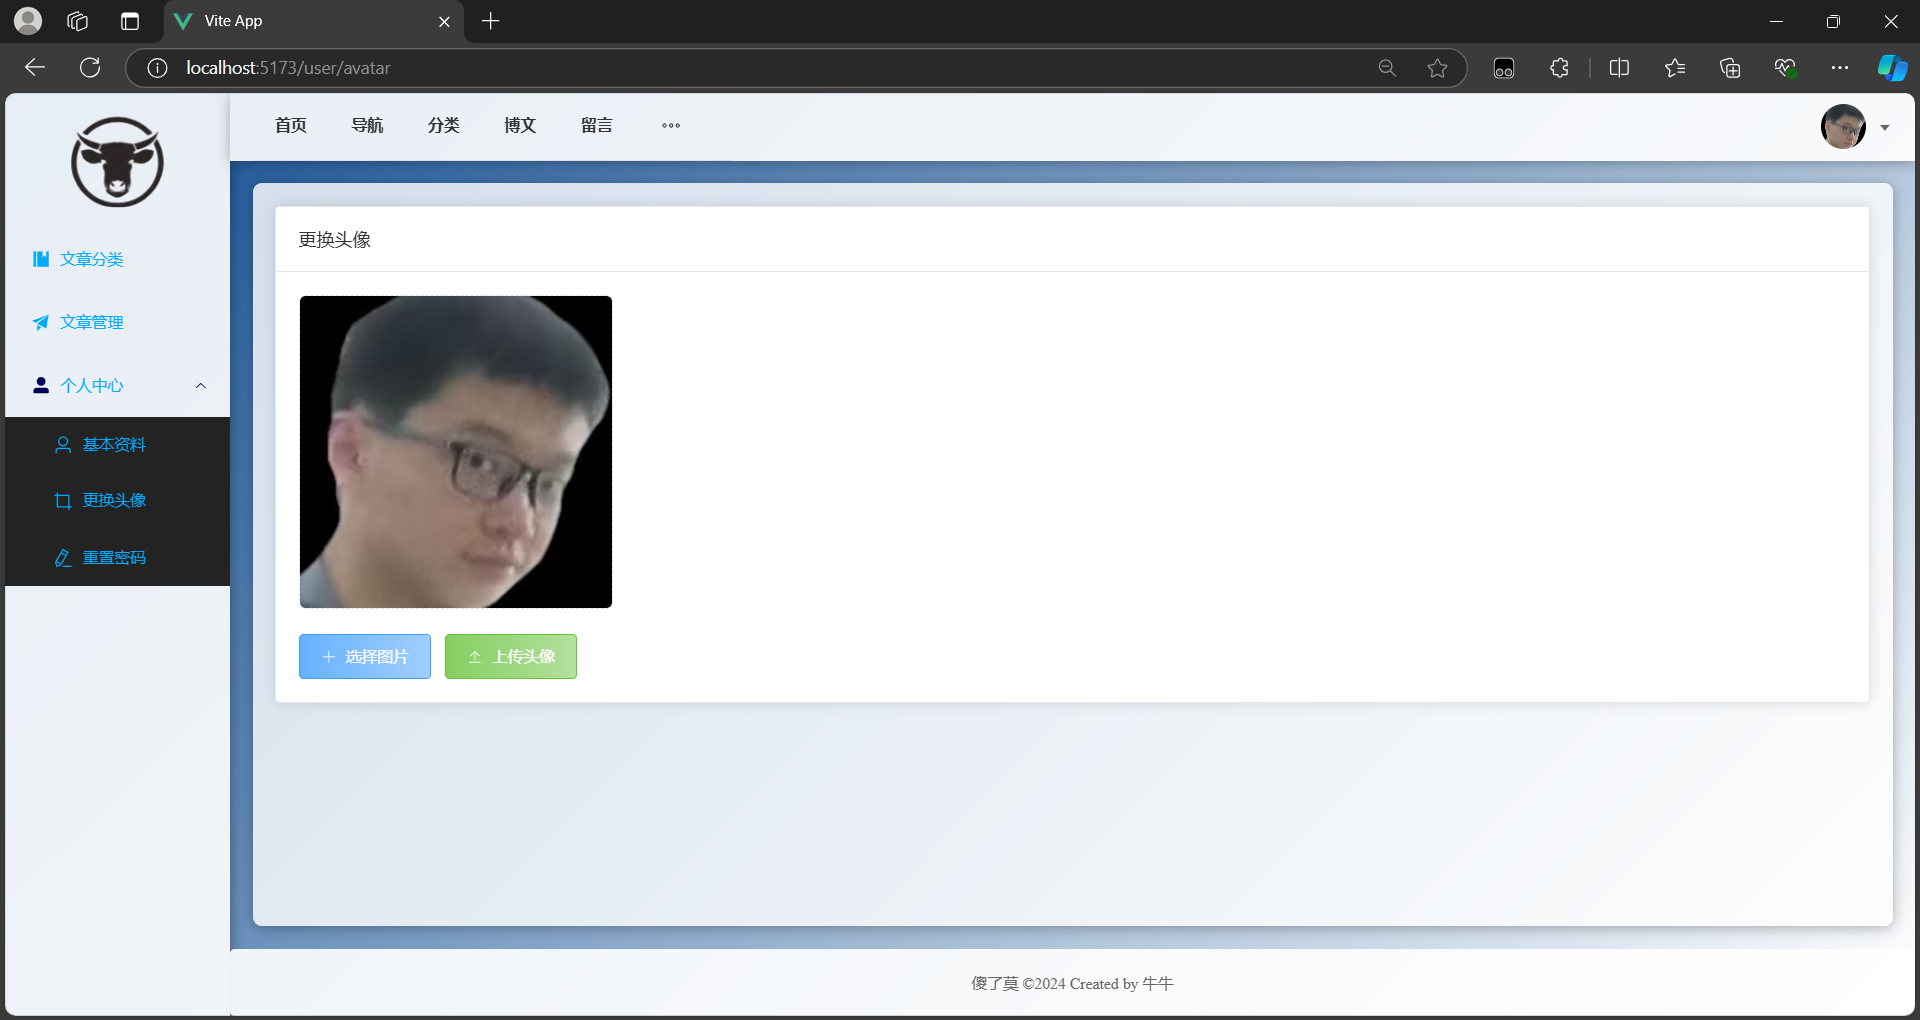 Vite App
localhost:5173/user/avatar
首页 导航 分类 博文 留言
文章分类
文章管理
个人中心
基本资料
更换头像
重置密码
更换头像
选择图片 上传头像
傻了莫 ©2024 Created by 牛牛